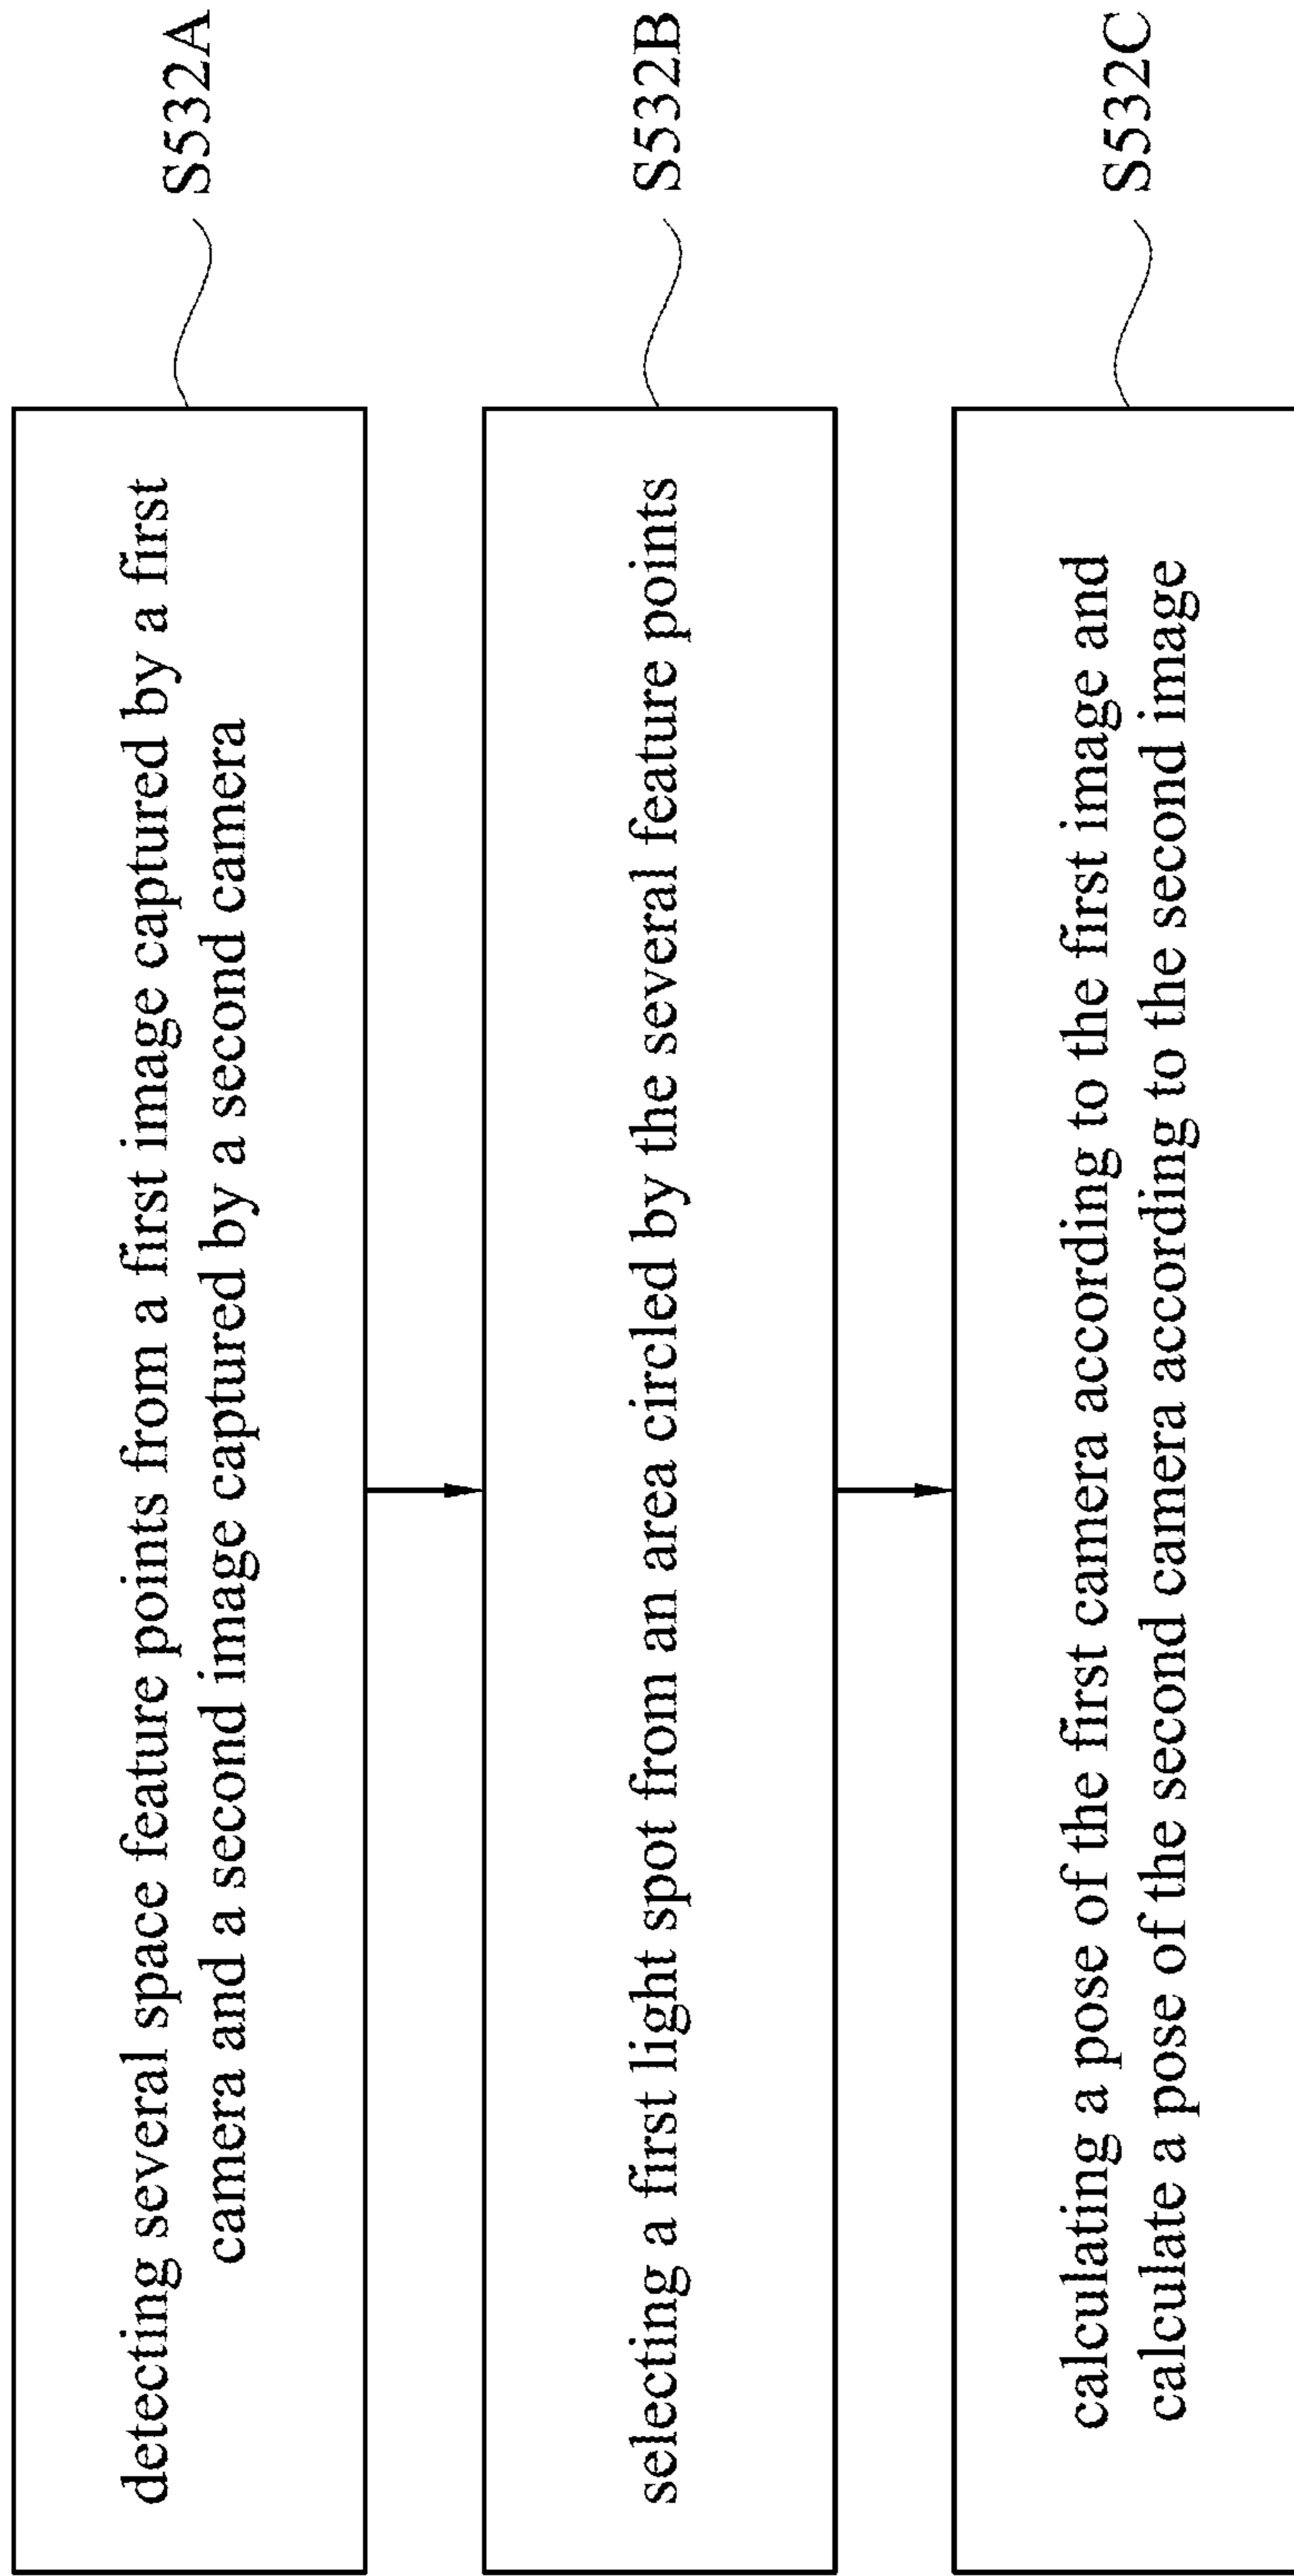 detecting several space feature points from a first image captured by a first
camera and a second image captured by a second camera
S532A
selecting a first light spot from an area circled by the several feature points
S532B
calculating a pose of the first camera according to the first image and
calculate a pose of the second camera according to the second image
S532C